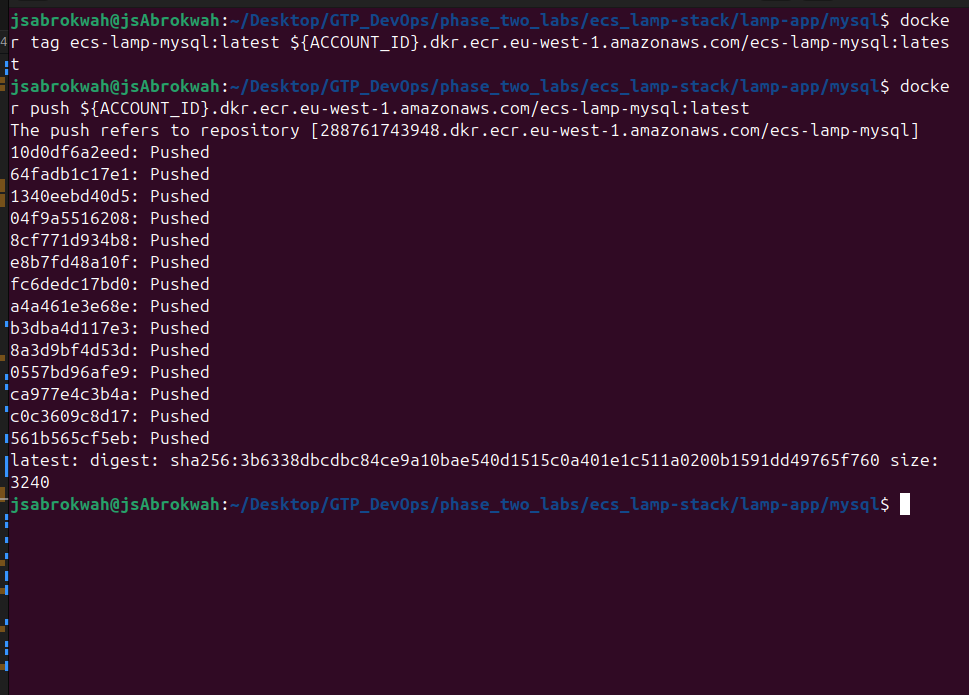 jsabrokwah@jsAbrokwah:~/Desktop/GTP_DevOps/phase_two_labs/ecs_lamp-stack/lamp-app/mysql$ docke
r tag ecs-lamp-mysql:latest ${ACCOUNT_ID}.dkr.ecr.eu-west-1.amazonaws.com/ecs-lamp-mysql:lates
t
jsabrokwah@jsAbrokwah:~/Desktop/GTP_DevOps/phase_two_labs/ecs_lamp-stack/lamp-app/mysql$ docke
r push ${ACCOUNT_ID}.dkr.ecr.eu-west-1.amazonaws.com/ecs-lamp-mysql:latest
The push refers to repository [288761743948.dkr.ecr.eu-west-1.amazonaws.com/ecs-lamp-mysql]
10d0df6a2eed: Pushed
64fadb1c17e1: Pushed
1340eebd40d5: Pushed
04f9a5516208: Pushed
8cf771d934b8: Pushed
e8b7fd48a10f: Pushed
fc6dedc17bd0: Pushed
a4a461e3e68e: Pushed
b3dba4d117e3: Pushed
8a3d9bf4d53d: Pushed
0557bd96afe9: Pushed
ca977e4c3b4a: Pushed
c0c3609c8d17: Pushed
561b565cf5eb: Pushed
latest: digest: sha256:3b6338dbcdbc84ce9a10bae540d1515c0a401e1c511a0200b1591dd49765f760 size:
3240
jsabrokwah@jsAbrokwah:~/Desktop/GTP_DevOps/phase_two_labs/ecs_lamp-stack/lamp-app/mysql$